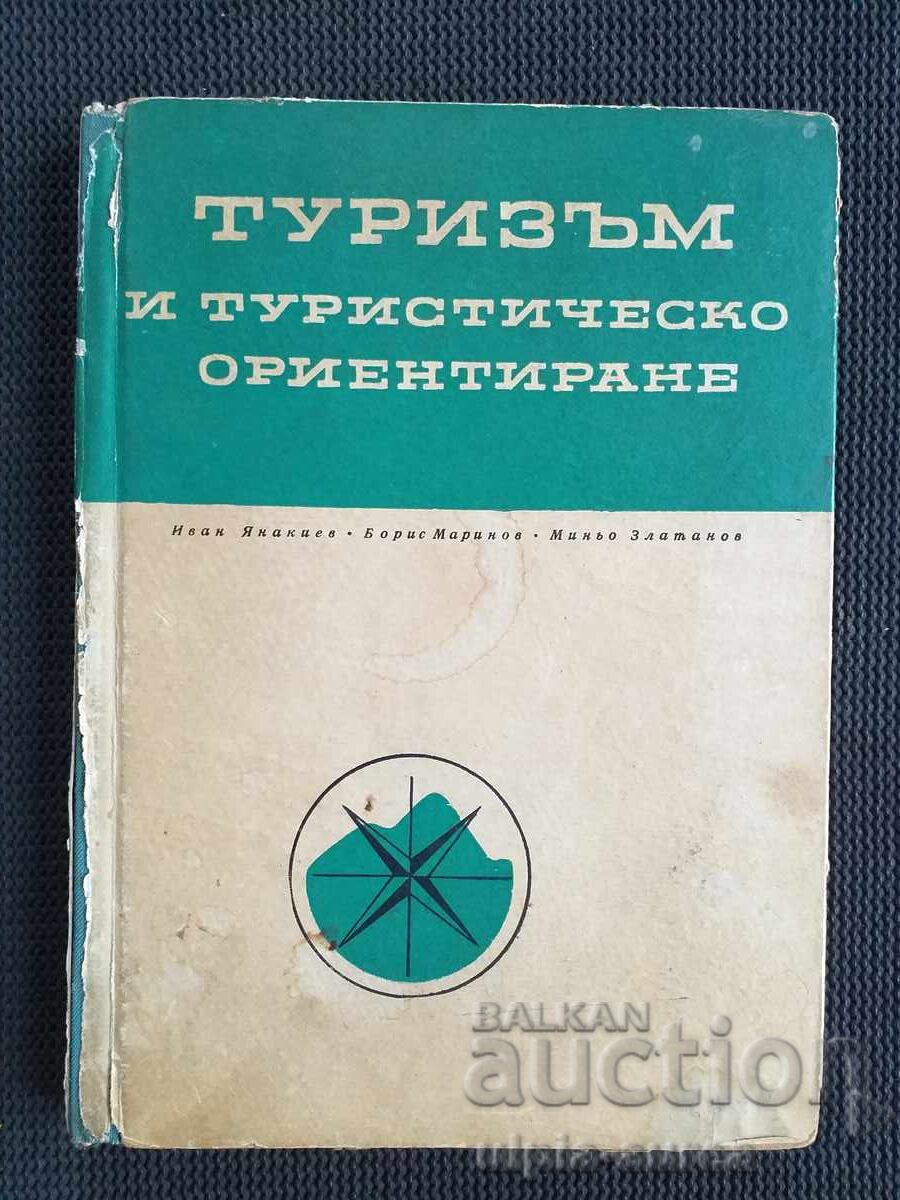 ТУРИЗЪМ
И ТУРИСТИЧЕСКО
ОРИЕНТИРАНЕ
Иван Янакиев • Борис Маринов • Миньо Златанов
BALKAN
auction